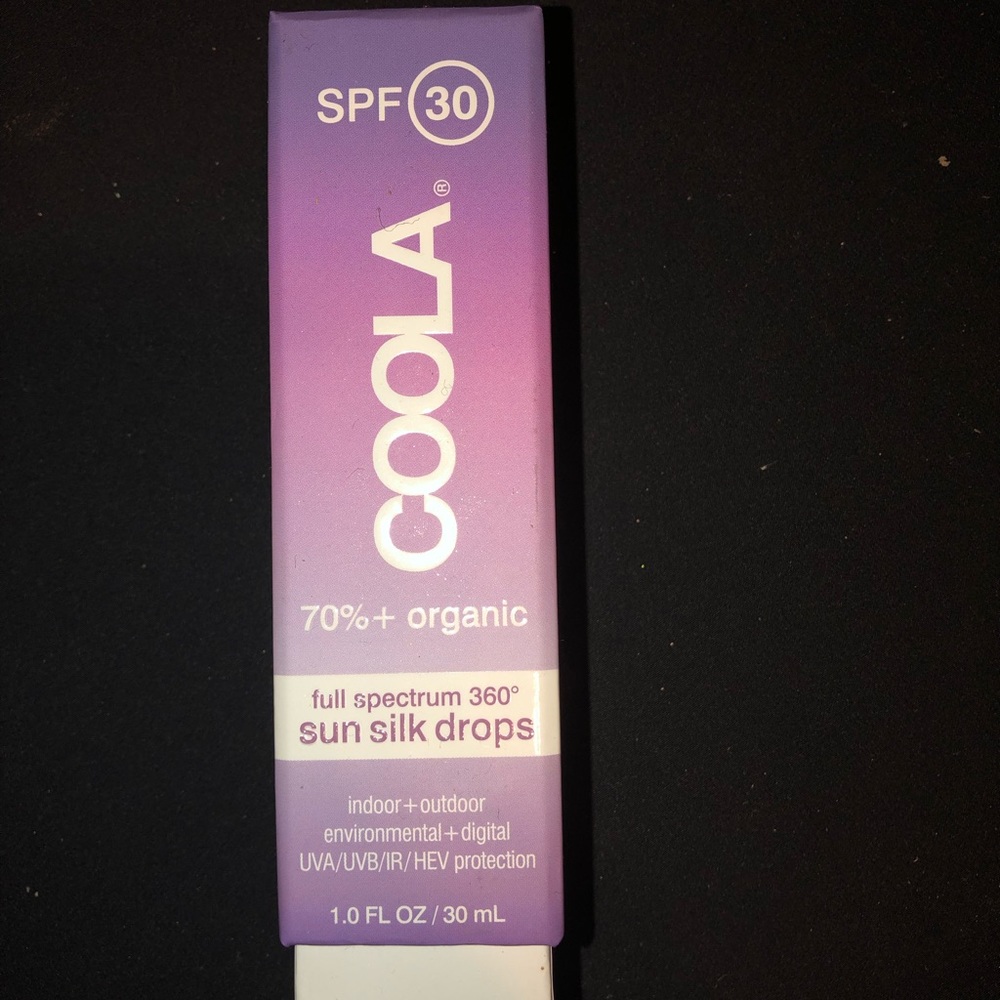 SPF 30
COOLA®
70%+ organic
full spectrum 360°
sun silk drops
indoor+outdoor
environmental+digital
UVA/UVB/IR/HEV protection
1.0 FL OZ / 30 mL